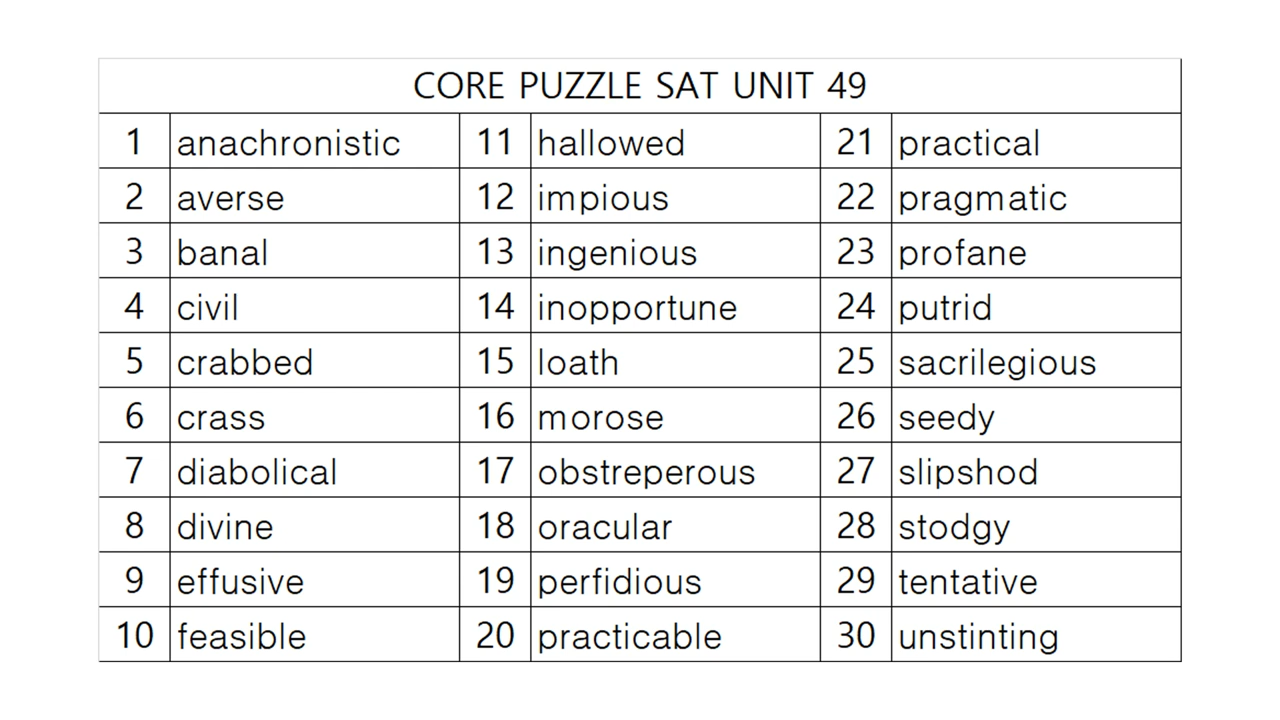 CORE PUZZLE SAT UNIT 49
1 anachronistic 11 hallowed 21 practical
2 averse 12 impious 22 pragmatic
3 banal 13 ingenious 23 profane
4 civil 14 inopportune 24 putrid
5 crabbed 15 loath 25 sacrilegious
6 crass 16 morose 26 seedy
7 diabolical 17 obstreperous 27 slipshod
8 divine 18 oracular 28 stodgy
9 effusive 19 perfidious 29 tentative
10 feasible 20 practicable 30 unstinting